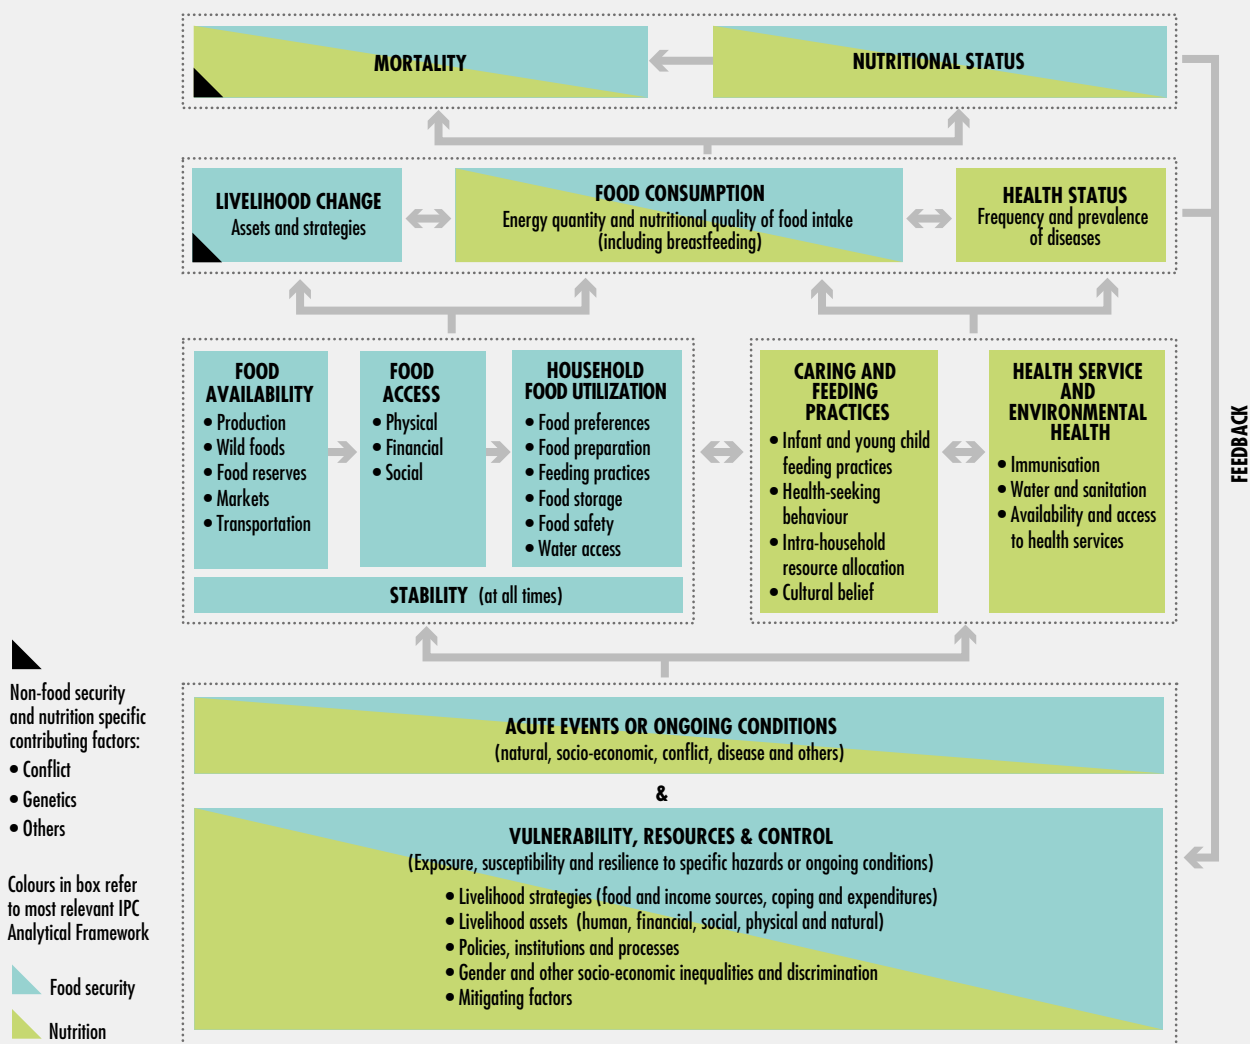 MORTALITY
NUTRITIONAL STATUS
LIVELIHOOD CHANGE
Assets and strategies
FOOD CONSUMPTION
Energy quantity and nutritional quality of food intake
(including breastfeeding)
HEALTH STATUS
Frequency and prevalence
of diseases
FOOD
AVAILABILITY
• Production
• Wild foods
• Food reserves
• Markets
• Transportation
FOOD
ACCESS
• Physical
• Financial
• Social
HOUSEHOLD
FOOD UTILIZATION
• Food preferences
• Food preparation
• Feeding practices
• Food storage
• Food safety
• Water access
STABILITY (at all times)
CARING AND
FEEDING
PRACTICES
• Infant and young child
feeding practices
• Health-seeking
behaviour
• Intra-household
resource allocation
• Cultural belief
HEALTH SERVICE
AND
ENVIRONMENTAL
HEALTH
• Immunisation
• Water and sanitation
• Availability and access
to health services
FEEDBACK
ACUTE EVENTS OR ONGOING CONDITIONS
(natural, socio-economic, conflict, disease and others)
&
VULNERABILITY, RESOURCES & CONTROL
(Exposure, susceptibility and resilience to specific hazards or ongoing conditions)
• Livelihood strategies (food and income sources, coping and expenditures)
• Livelihood assets (human, financial, social, physical and natural)
• Policies, institutions and processes
• Gender and other socio-economic inequalities and discrimination
• Mitigating factors
Non-food security
and nutrition specific
contributing factors:
• Conflict
• Genetics
• Others
Colours in box refer
to most relevant IPC
Analytical Framework
Food security
Nutrition